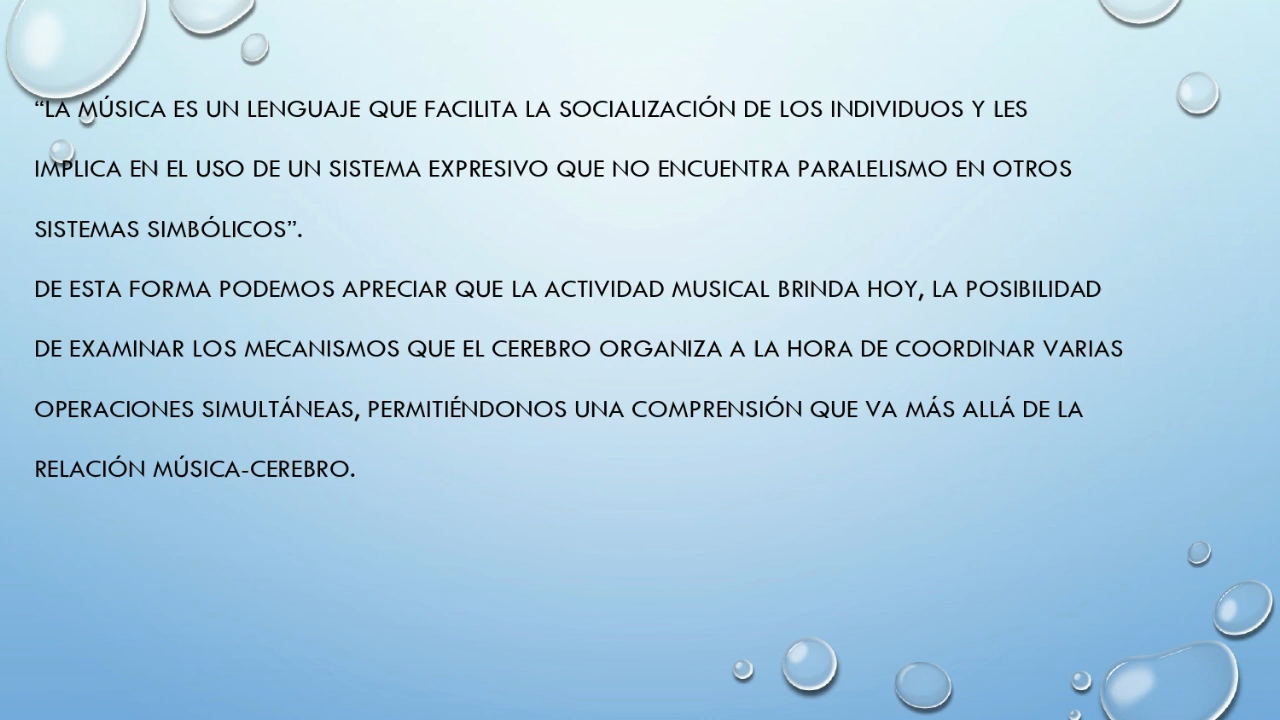 “LA MÚSICA ES UN LENGUAJE QUE FACILITA LA SOCIALIZACIÓN DE LOS INDIVIDUOS Y LES
IMPLICA EN EL USO DE UN SISTEMA EXPRESIVO QUE NO ENCUENTRA PARALELISMO EN OTROS
SISTEMAS SIMBÓLICOS”.
DE ESTA FORMA PODEMOS APRECIAR QUE LA ACTIVIDAD MUSICAL BRINDA HOY, LA POSIBILIDAD
DE EXAMINAR LOS MECANISMOS QUE EL CEREBRO ORGANIZA A LA HORA DE COORDINAR VARIAS
OPERACIONES SIMULTÁNEAS, PERMITIÉNDONOS UNA COMPRENSIÓN QUE VA MÁS ALLÁ DE LA
RELACIÓN MÚSICA-CEREBRO.